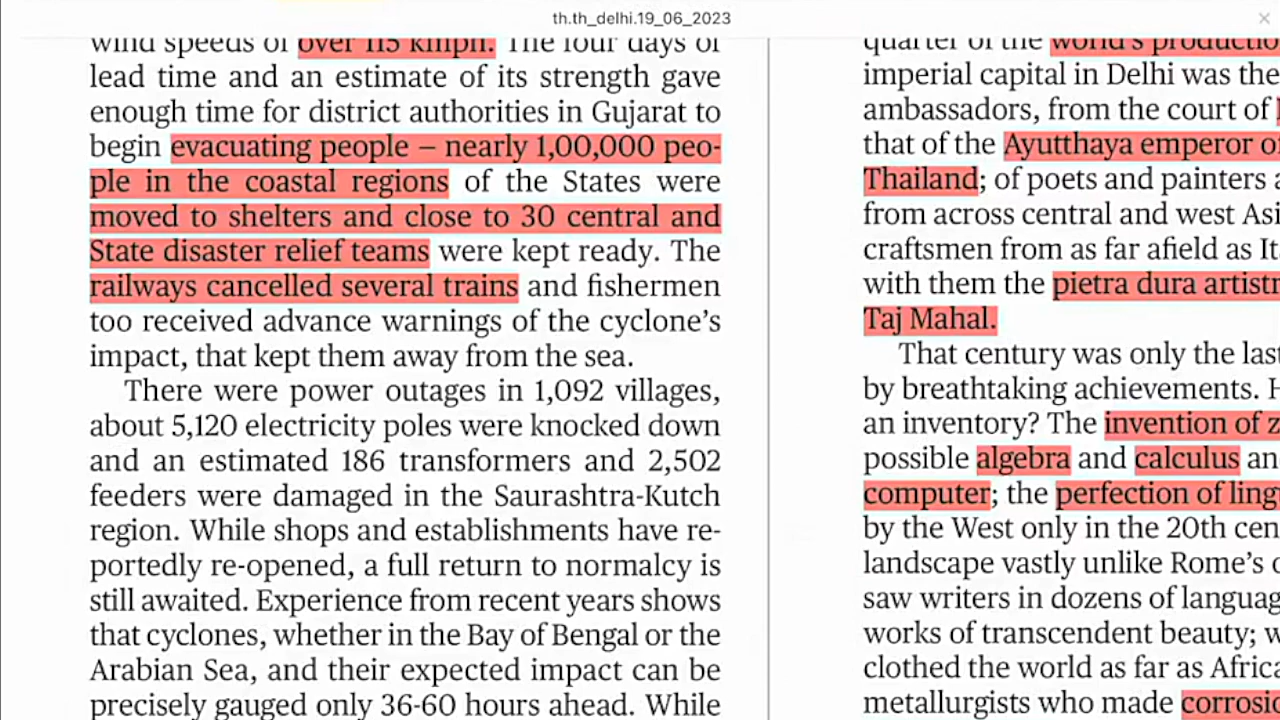 th.th_delhi.19_06_2023
wind speeds of over 115 kmph. The four days of
lead time and an estimate of its strength gave
enough time for district authorities in Gujarat to
begin evacuating people – nearly 1,00,000 peo-
ple in the coastal regions of the States were
moved to shelters and close to 30 central and
State disaster relief teams were kept ready. The
railways cancelled several trains and fishermen
too received advance warnings of the cyclone's
impact, that kept them away from the sea.
There were power outages in 1,092 villages,
about 5,120 electricity poles were knocked down
and an estimated 186 transformers and 2,502
feeders were damaged in the Saurashtra-Kutch
region. While shops and establishments have re-
portedly re-opened, a full return to normalcy is
still awaited. Experience from recent years shows
that cyclones, whether in the Bay of Bengal or the
Arabian Sea, and their expected impact can be
precisely gauged only 36-60 hours ahead. While
quarter of the world's
imperial capital in Delhi was the
ambassadors, from the court of
that of the Ayutthaya emperor
Thailand; of poets and painters
from across central and west
craftsmen from as far afield as
with them the pietra dura
Taj Mahal.
That century was only the
by breathtaking achievements.
an inventory? The invention of
possible algebra and calculus
computer; the perfection of
by the West only in the 20th
landscape vastly unlike Rome's
saw writers in dozens of
works of transcendent beauty;
clothed the world as far as
metallurgists who made